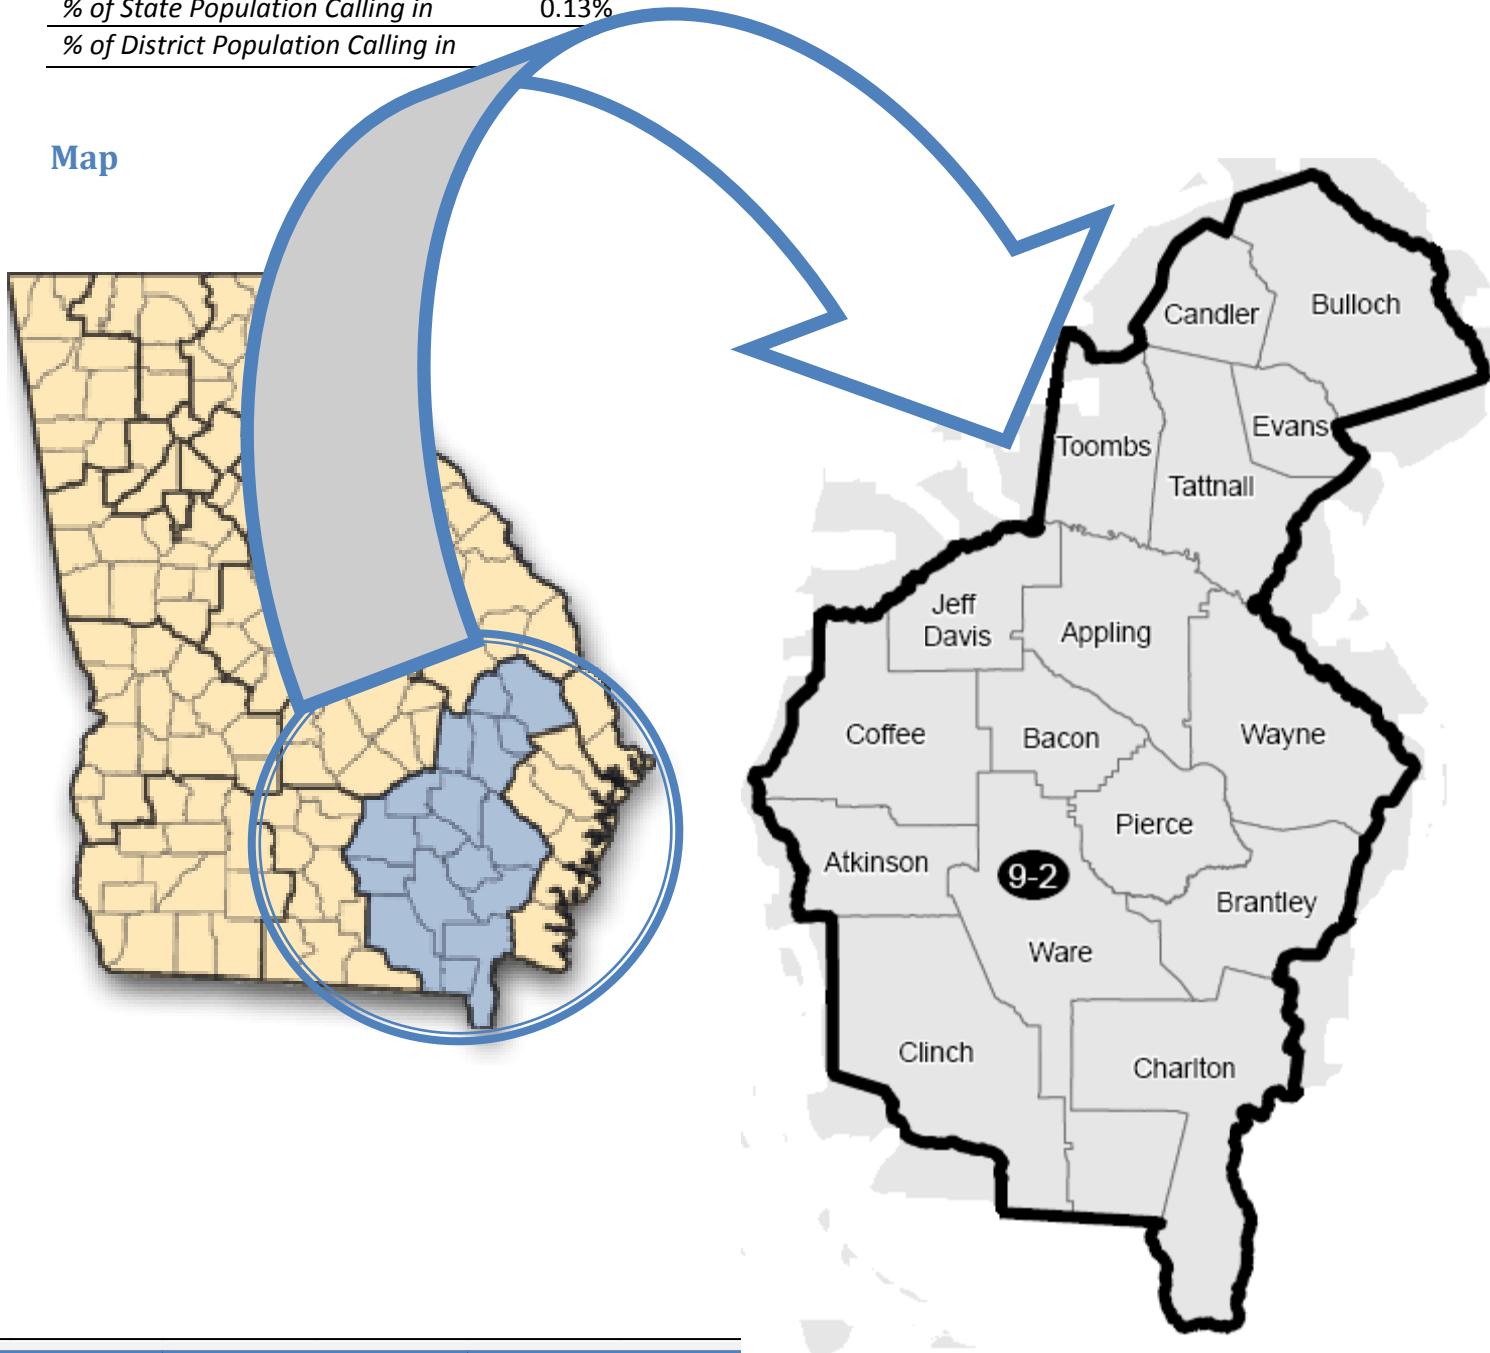 % of State Population Calling in 0.13%
% of District Population Calling in
Map
Candler
Bulloch
Toombs
Evans
Tattnall
Jeff
Davis
Appling
Coffee
Bacon
Wayne
Pierce
Atkinson
9-2
Brantley
Ware
Clinch
Charlton